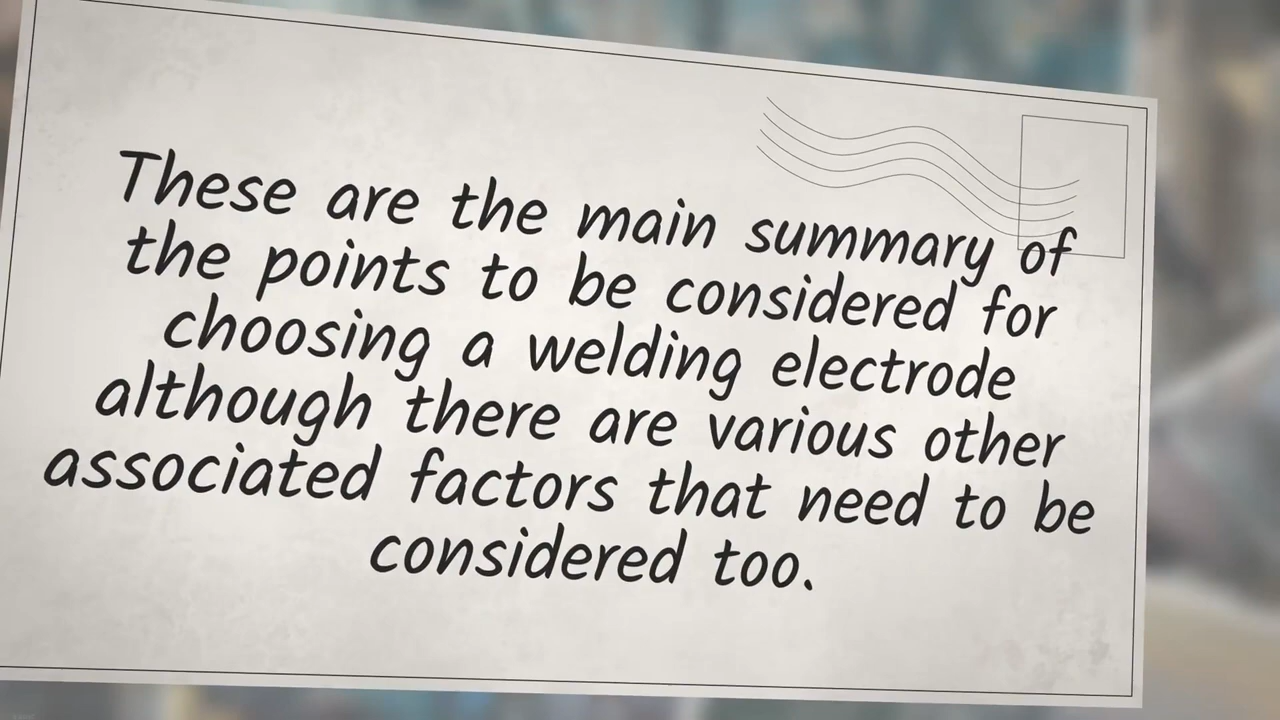 These are the main summary of
the points to be considered for
choosing a welding electrode
although there are various other
associated factors that need to be
considered too.